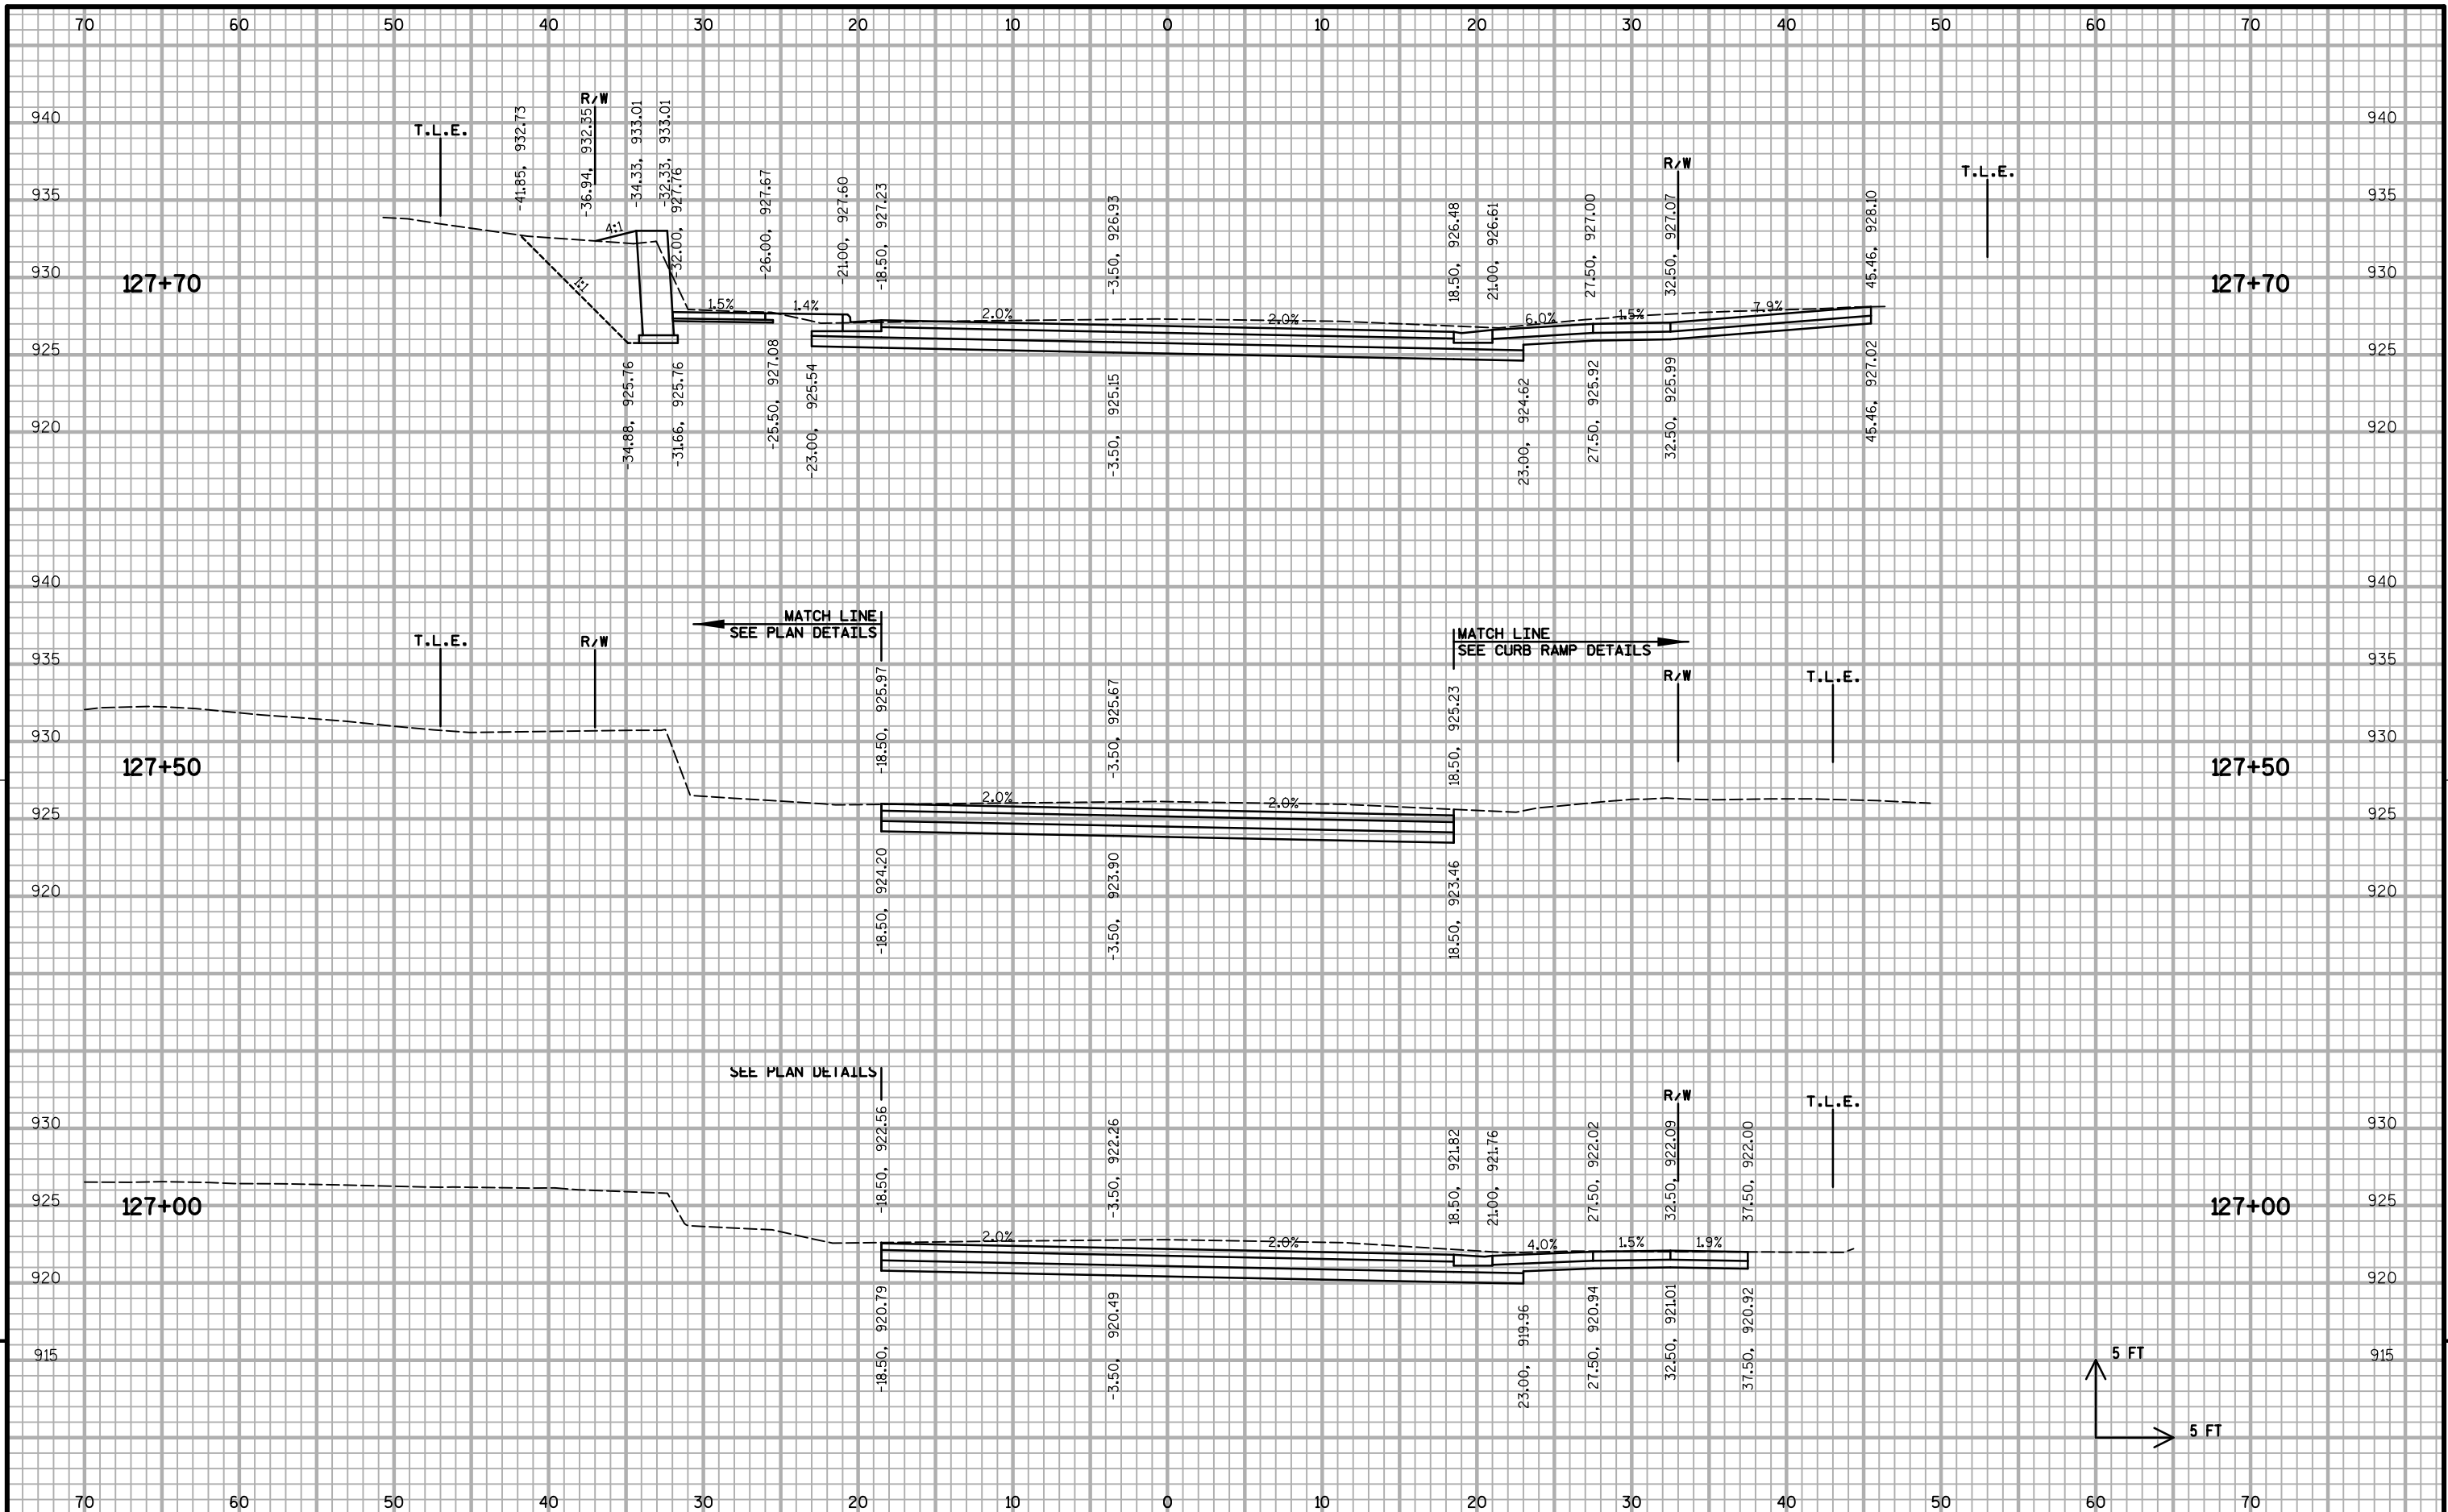 70 60 50 40 30 20 10 0 10 20 30 40 50 60 70
R/W
T.L.E.
R/W
T.L.E.
-41.85, 932.73
-36.94, 932.35
-34.33, 933.01
-32.33, 933.01
-32.00, 927.76
-26.00, 927.67
-21.00, 927.60
-18.50, 927.23
-3.50, 926.93
18.50, 926.48
21.00, 926.61
27.50, 927.00
32.50, 927.07
45.46, 928.10
940 940
935 935
930 930
925 925
920 920
127+70 127+70
4:1
1:1
1.5% 1.4% 2.0% 2.0% 6.0% 1.5% 7.9%
-34.88, 925.76
-31.66, 925.76
-25.50, 927.08
-23.00, 925.54
-3.50, 925.15
23.00, 924.62
27.50, 925.92
32.50, 925.99
45.46, 927.02
940 940
935 935
930 930
925 925
920 920
MATCH LINE
SEE PLAN DETAILS
MATCH LINE
SEE CURB RAMP DETAILS
T.L.E.
R/W
R/W
T.L.E.
-18.50, 925.97
-3.50, 925.67
18.50, 925.23
127+50 127+50
2.0% 2.0%
-18.50, 924.20
-3.50, 923.90
18.50, 923.46
SEE PLAN DETAILS
R/W
T.L.E.
930 930
925 925
920 920
915 915
-18.50, 922.56
-3.50, 922.26
18.50, 921.82
21.00, 921.76
27.50, 922.02
32.50, 922.09
37.50, 922.00
127+00 127+00
2.0% 2.0% 4.0% 1.5% 1.9%
-18.50, 920.79
-3.50, 920.49
23.00, 919.96
27.50, 920.94
32.50, 921.01
37.50, 920.92
5 FT
5 FT
70 60 50 40 30 20 10 0 10 20 30 40 50 60 70